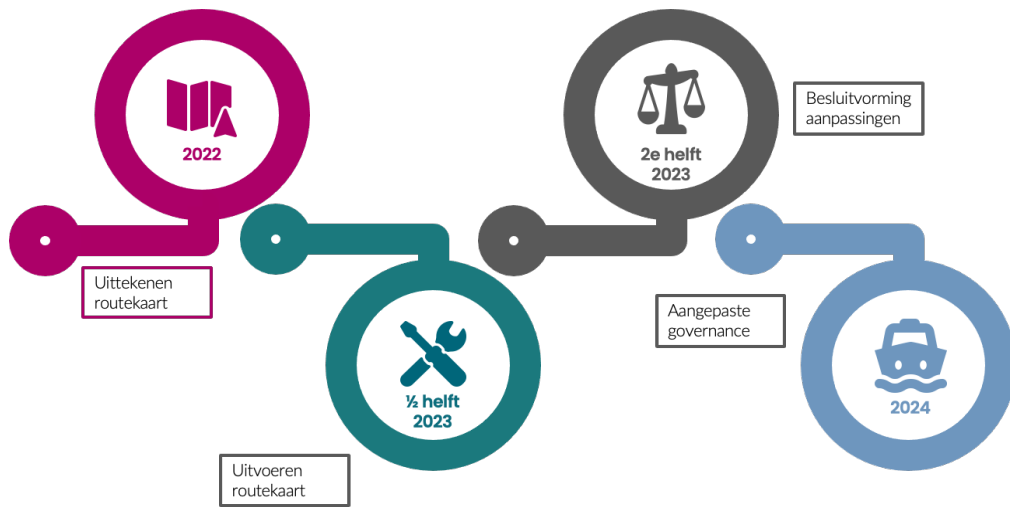 2022
Uittekenen
routekaart
½ helft
2023
Uitvoeren
routekaart
2e helft
2023
Besluitvorming
aanpassingen
Aangepaste
governance
2024